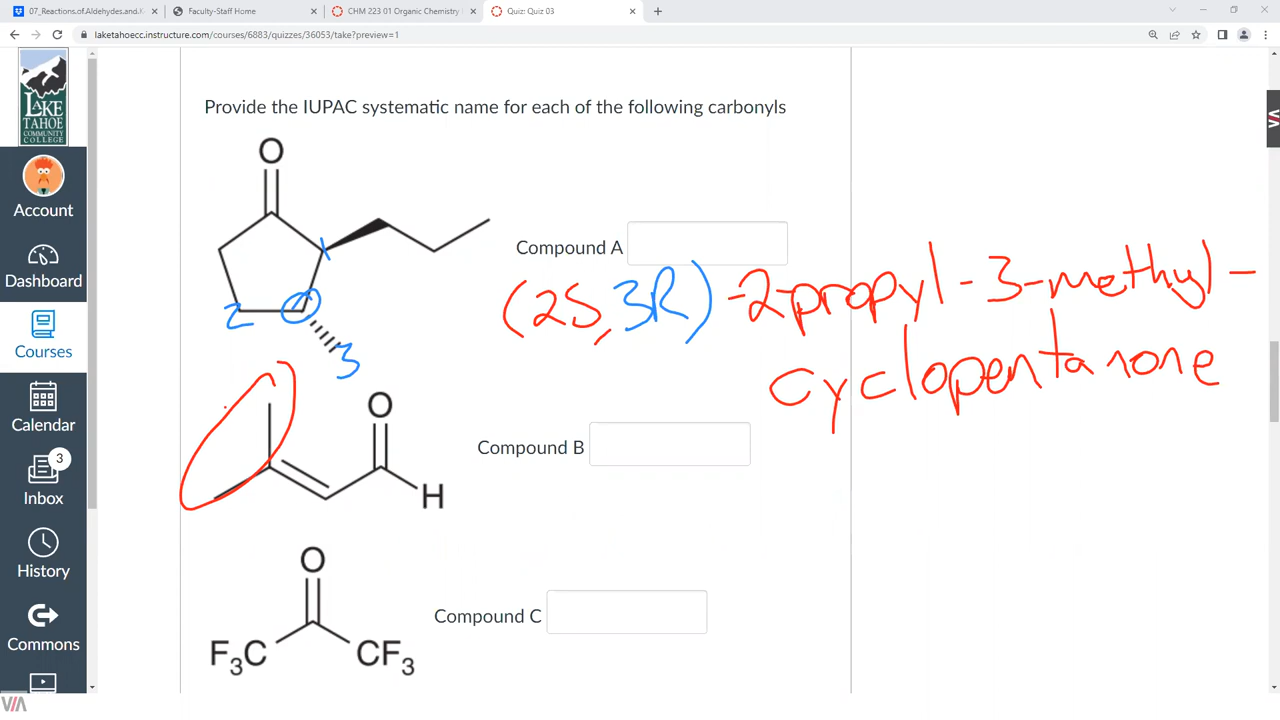 07_Reactions.of.Aldehydes.and.K
Faculty-Staff Home
CHM 223 01 Organic Chemistry
Quiz: Quiz 03
laketahoecc.instructure.com/courses/6883/quizzes/36053/take?preview=1
LAKE
TAHOE
COMMUNITY
COLLEGE
Account
Dashboard
Courses
Calendar
3
Inbox
History
Commons
Provide the IUPAC systematic name for each of the following carbonyls
O
1
2
3
Compound A
(2S, 3R) -2-propyl-3-methyl-
cyclopentanone
O
H
Compound B
O
F3C
CF3
Compound C
VIA